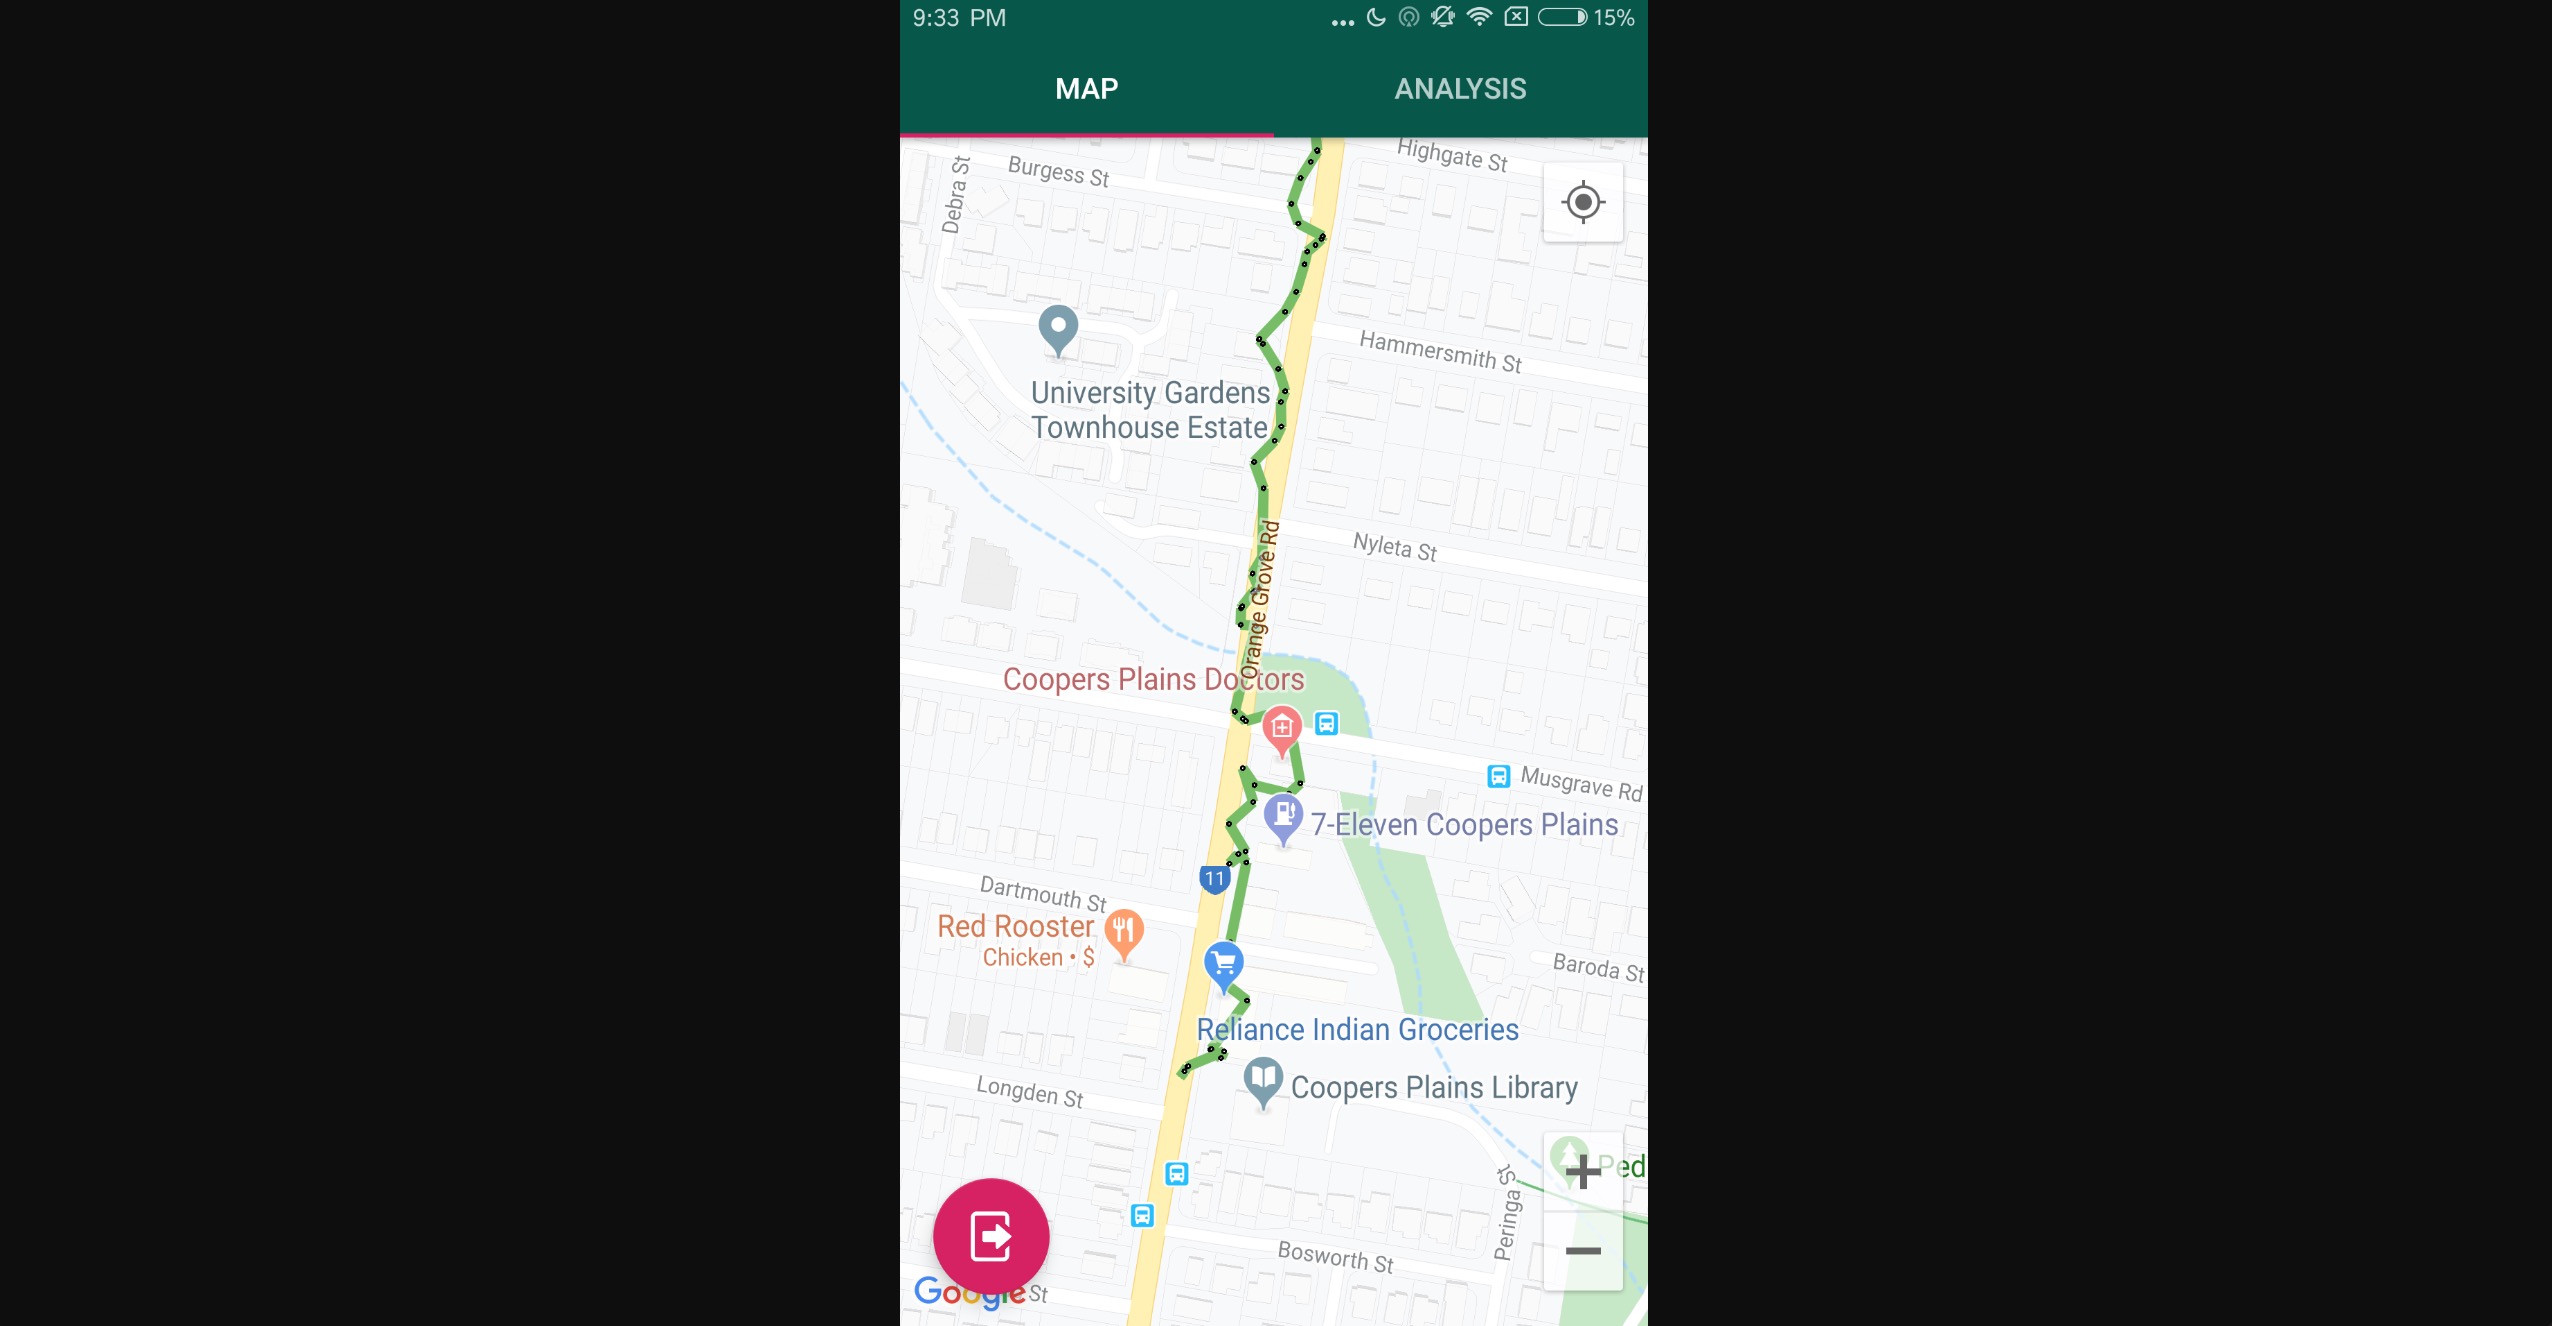 9:33 PM
15%
MAP
ANALYSIS
Highgate St
Burgess St
Debra St
Hammersmith St
University Gardens
Townhouse Estate
Nyleta St
Orange Grove Rd
Coopers Plains Doctors
Musgrave Rd
7-Eleven Coopers Plains
11
Dartmouth St
Red Rooster
Chicken • $
Baroda St
Reliance Indian Groceries
Coopers Plains Library
Longden St
Ped
Peringa St
Bosworth St
Google
St